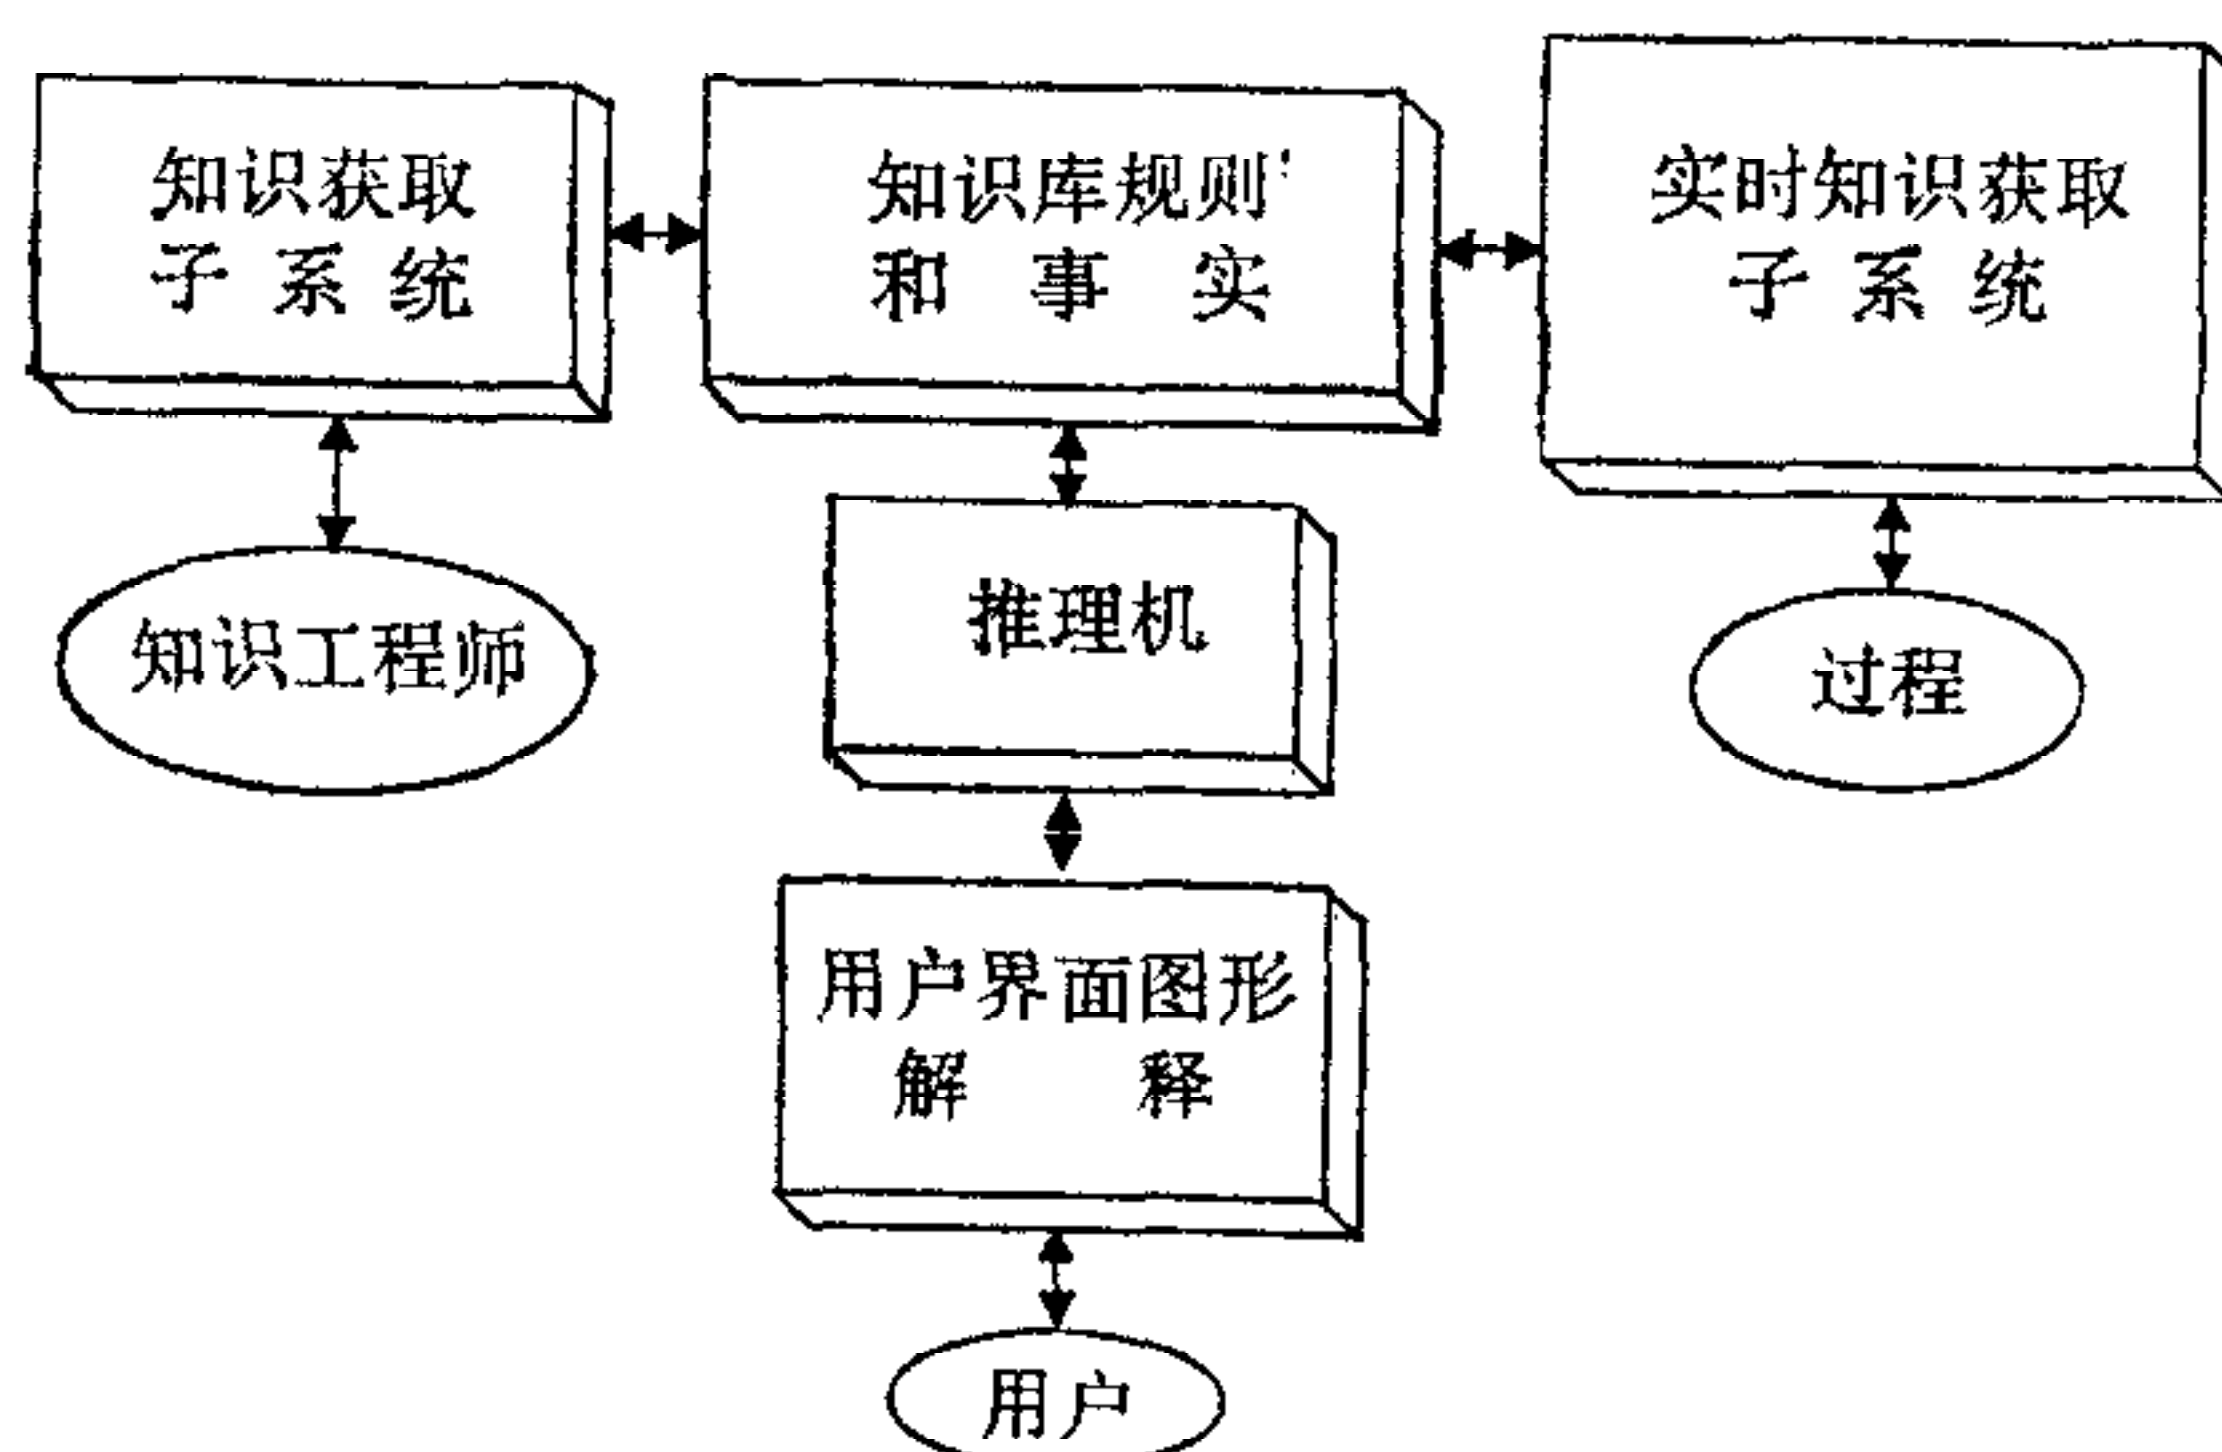 知识获取
子 系 统
知识库规则
和 事 实
实时知识获取
子 系 统
知识工程师
推理机
过程
用户界面图形
解 释
用户